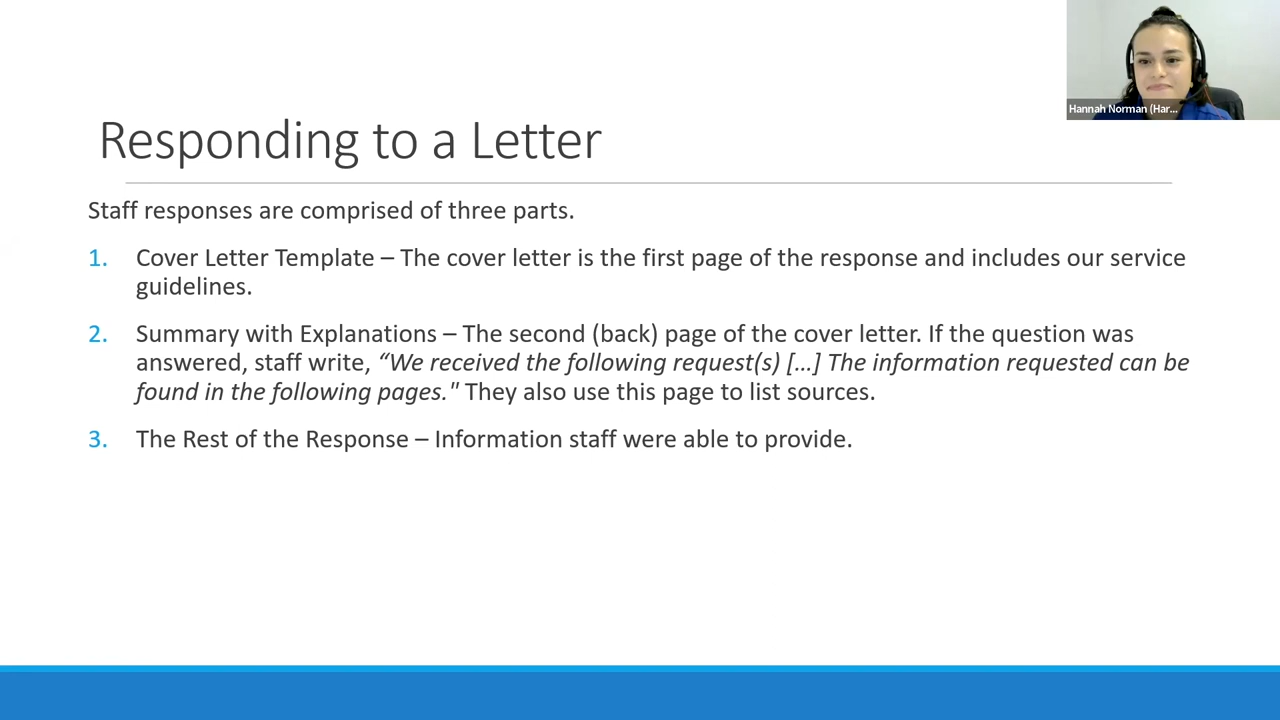 Hannah Norman (Har...
Responding to a Letter
Staff responses are comprised of three parts.
1. Cover Letter Template – The cover letter is the first page of the response and includes our service
guidelines.
2. Summary with Explanations – The second (back) page of the cover letter. If the question was
answered, staff write, “We received the following request(s) […] The information requested can be
found in the following pages." They also use this page to list sources.
3. The Rest of the Response – Information staff were able to provide.